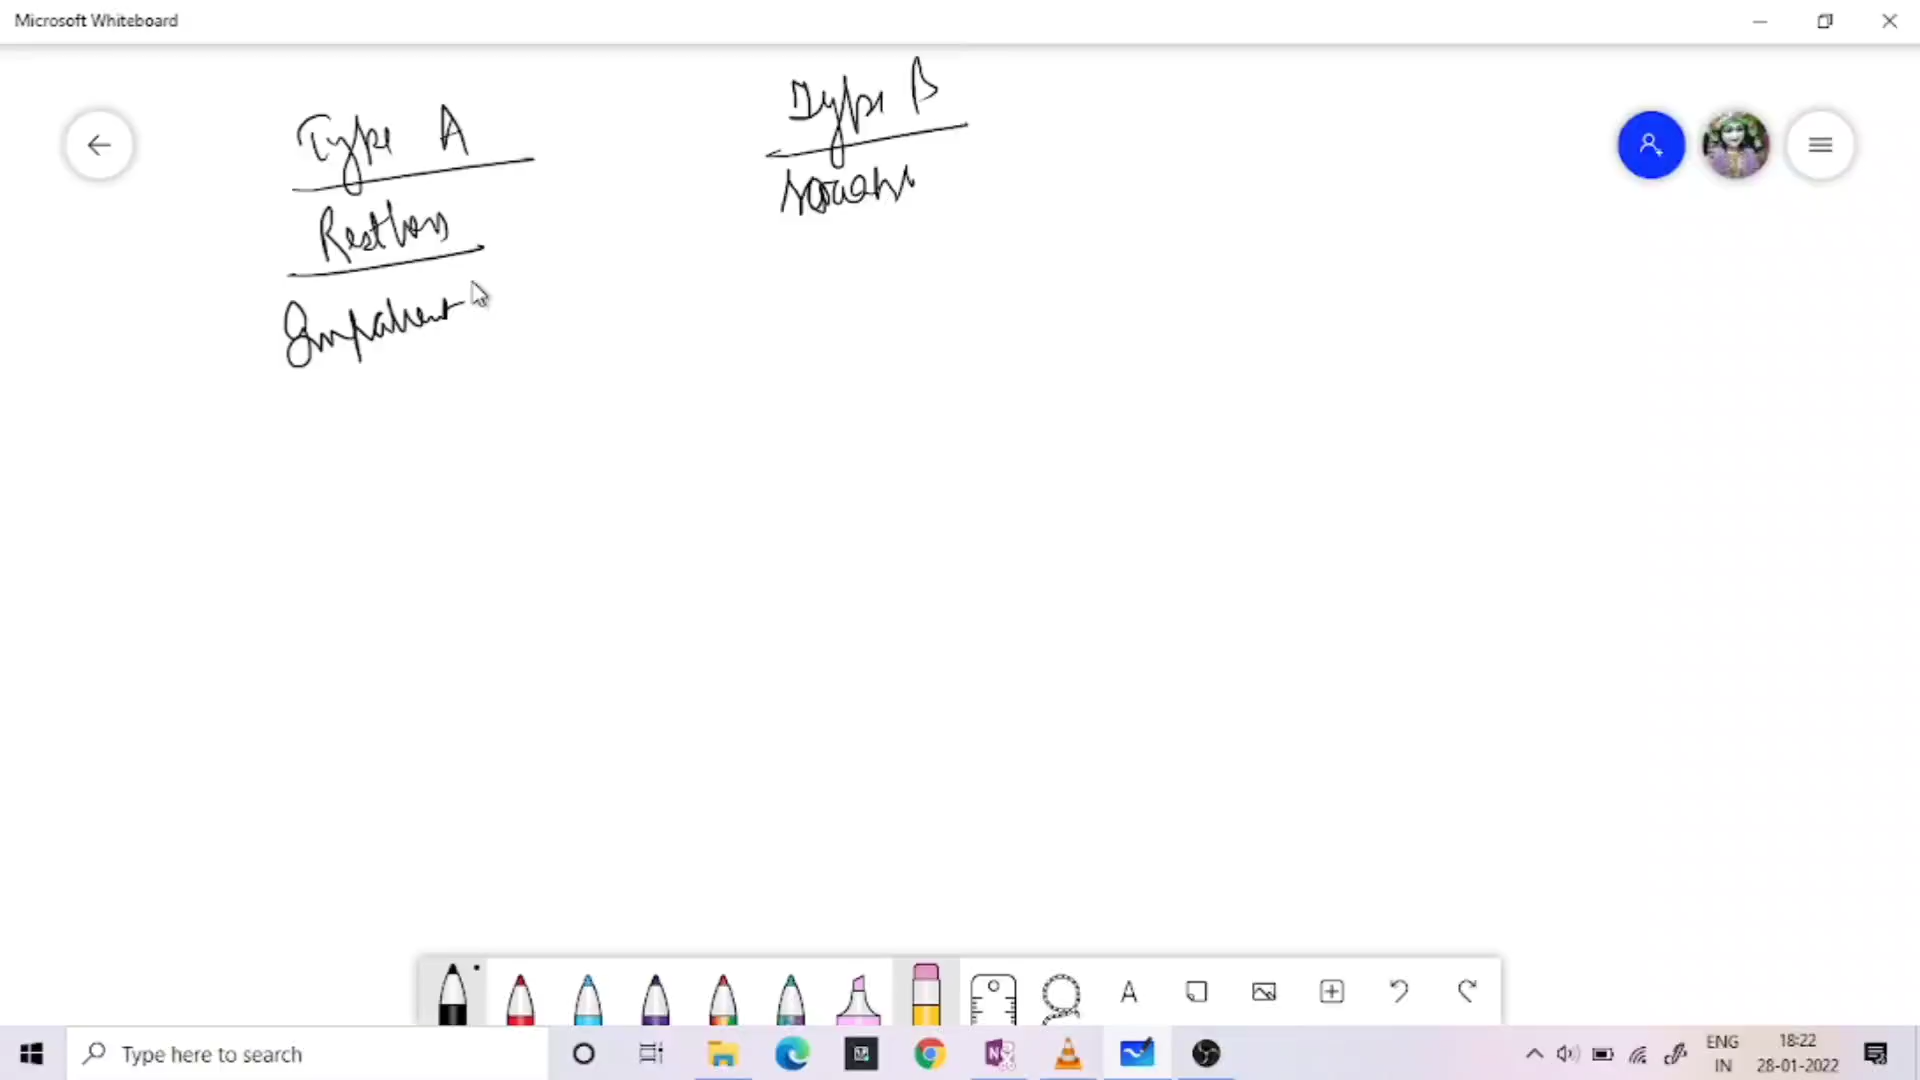 Microsoft Whiteboard
Type A
Restless
Impatient
Type B
A
Type here to search
ENG
IN
18:22
28-01-2022